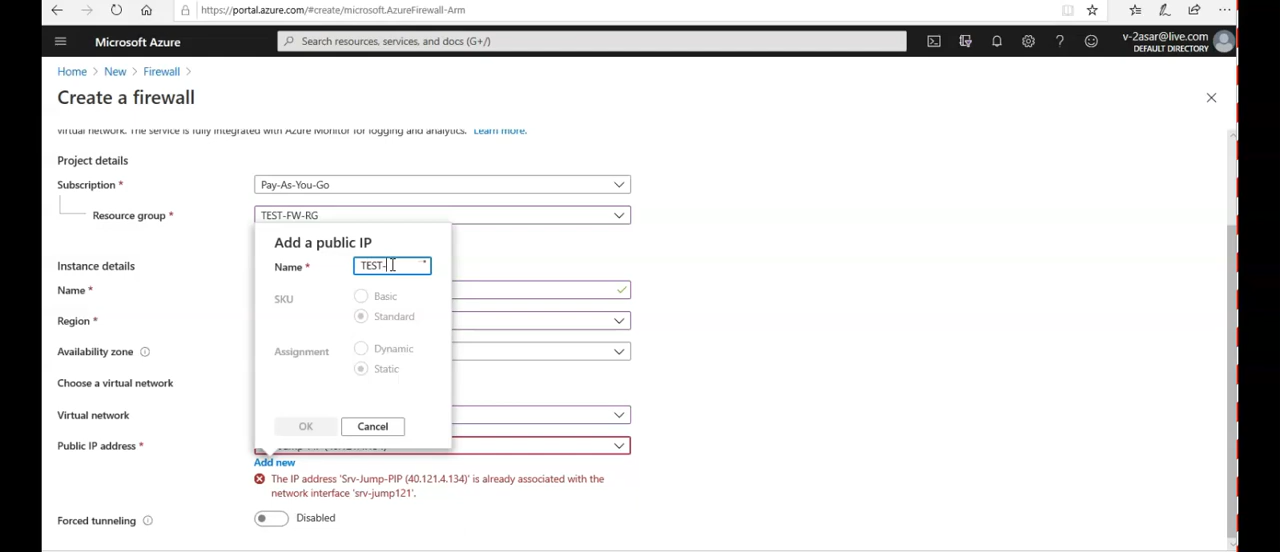 https://portal.azure.com/#create/microsoft.AzureFirewall-Arm
Microsoft Azure
Search resources, services, and docs (G+/)
v-2asar@live.com
DEFAULT DIRECTORY
Home > New > Firewall >
Create a firewall
virtual network. The service is fully integrated with Azure Monitor for logging and analytics. Learn more.
Project details
Subscription *
Pay-As-You-Go
Resource group *
TEST-FW-RG
Add a public IP
Name *
TEST-
SKU
Basic
Standard
Assignment
Dynamic
Static
OK
Cancel
Instance details
Name *
Region *
Availability zone
Choose a virtual network
Virtual network
Public IP address *
Add new
The IP address 'Srv-Jump-PIP (40.121.4.134)' is already associated with the
network interface 'srv-jump121'.
Forced tunneling
Disabled